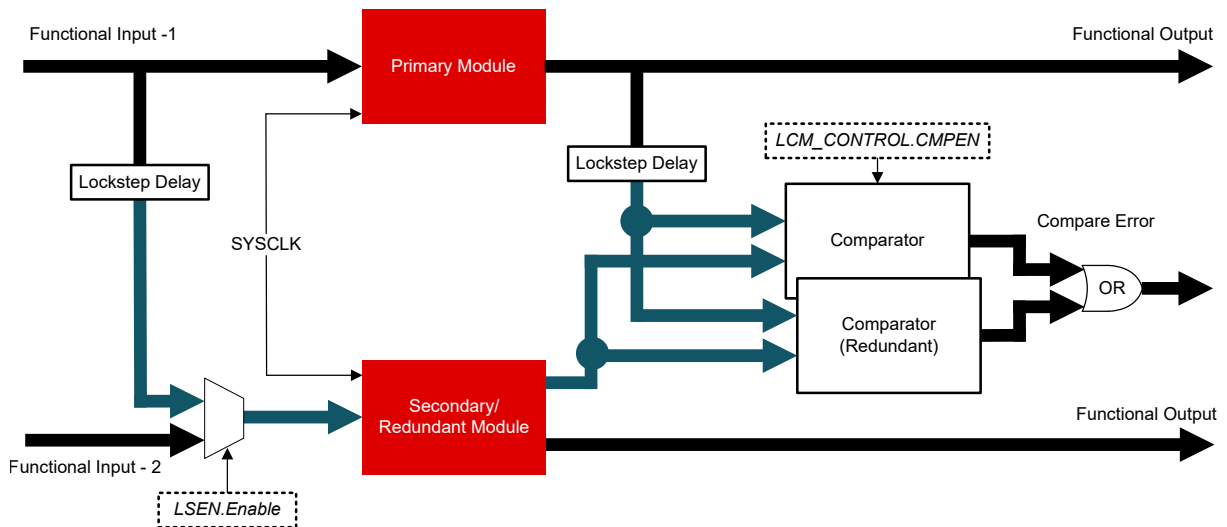 Functional Input -1
Primary Module
Functional Output
LCM_CONTROL.CMPEN
Lockstep Delay
Lockstep Delay
SYSCLK
Comparator
Compare Error
OR
Comparator
(Redundant)
Secondary/
Redundant Module
Functional Output
Functional Input - 2
LSEN.Enable